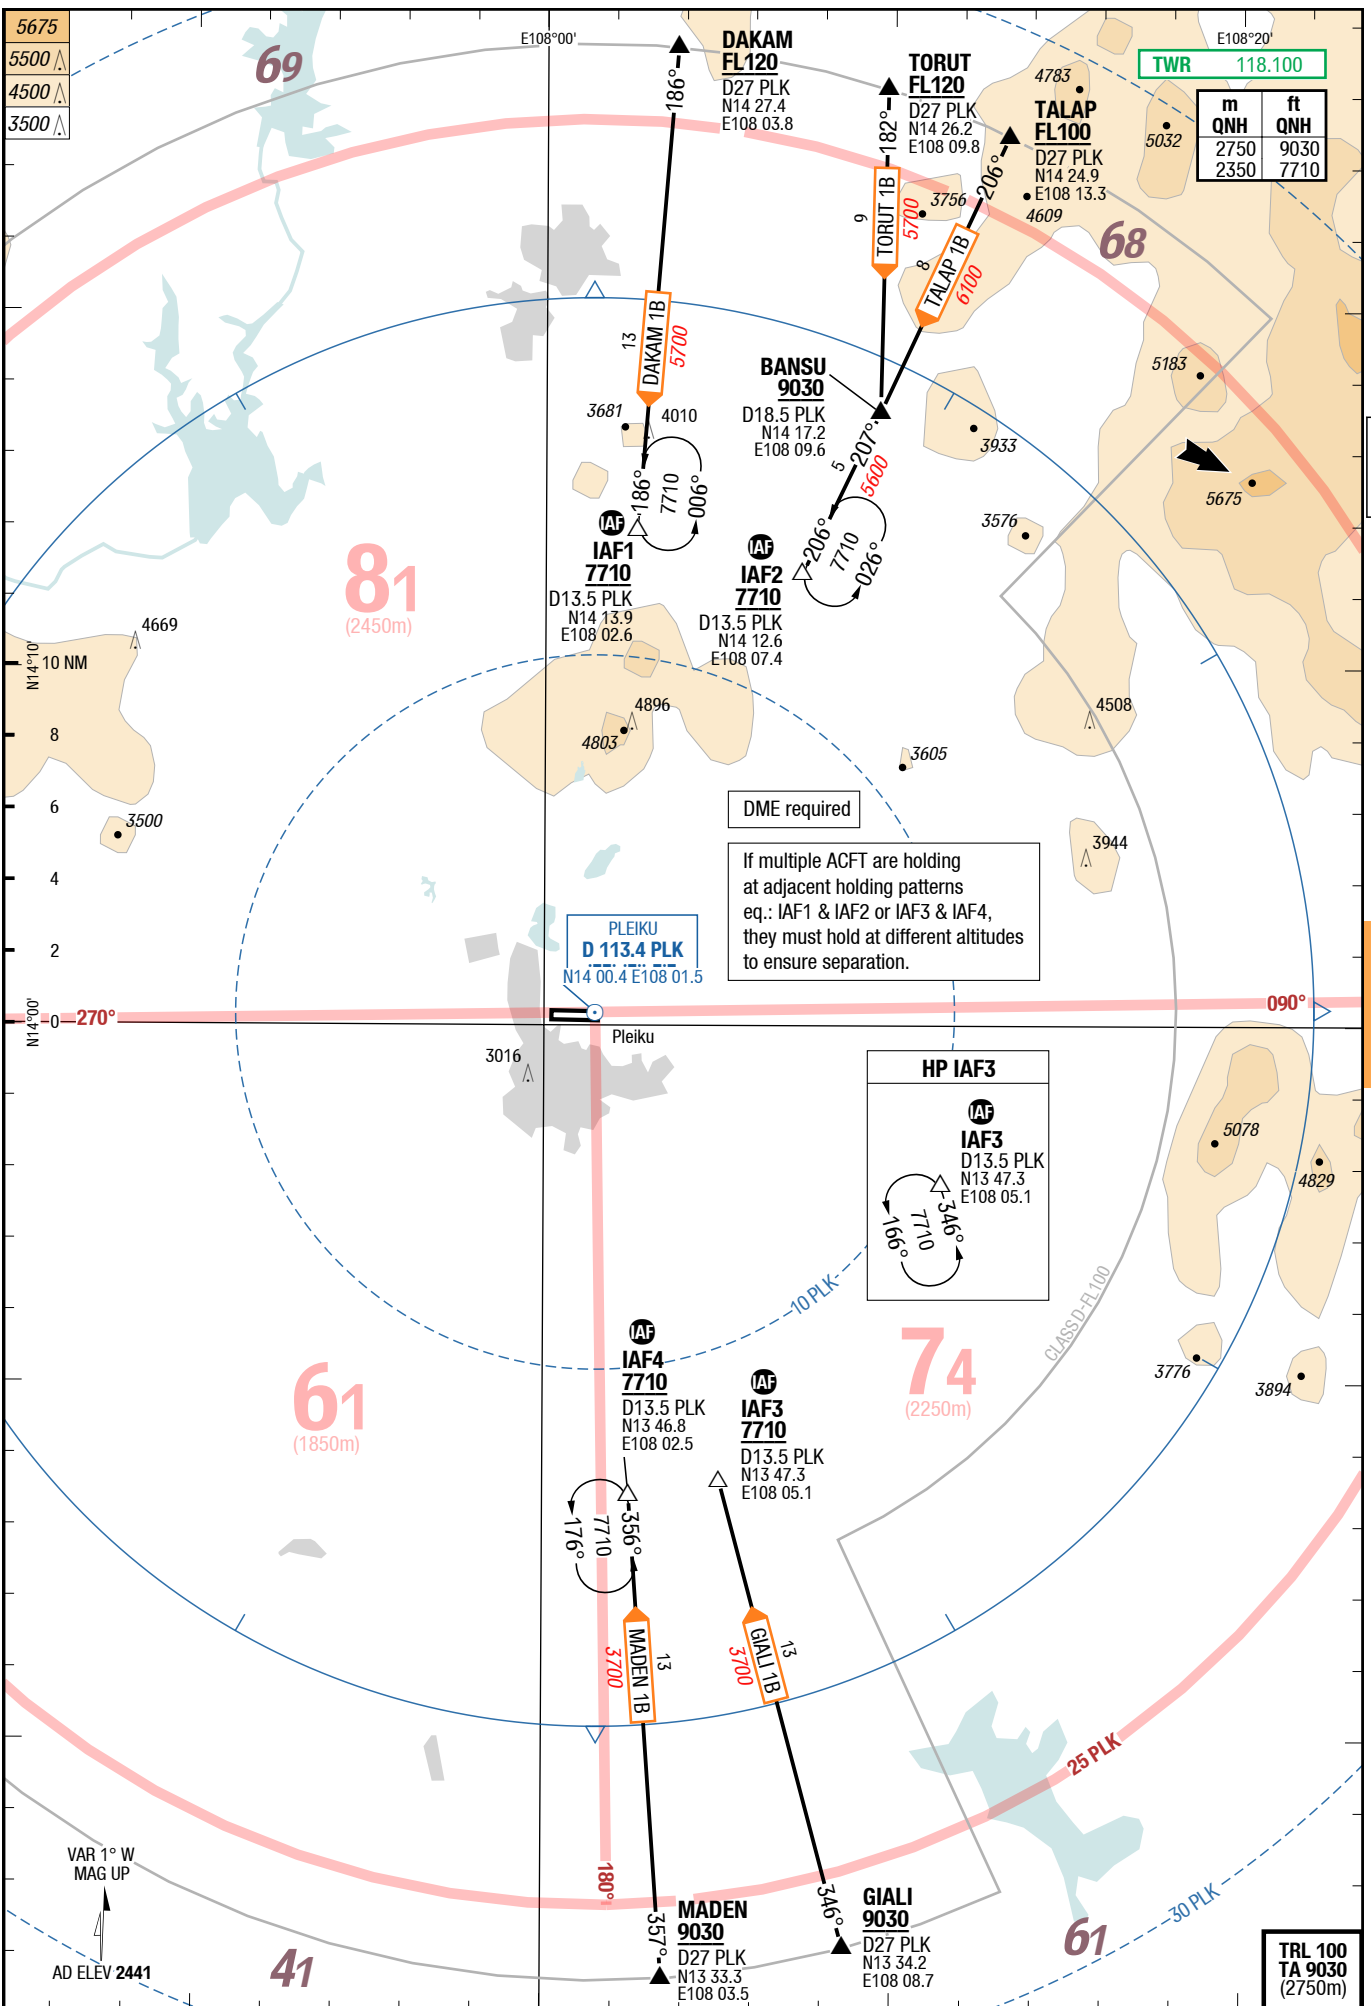 5675
5500
4500
3500
69
E108°00'
186°
DAKAM
FL120
D27 PLK
N14 27.4
E108 03.8
TORUT
FL120
D27 PLK
N14 26.2
E108 09.8
182°
4783
TALAP
FL100
D27 PLK
N14 24.9
E108 13.3
206°
4609
E108°20'
TWR 118.100
m ft
QNH QNH
2750 9030
2350 7710
5032
3756
68
9
TORUT 1B
5700
8
TALAP 1B
6100
13
DAKAM 1B
5700
3681
4010
BANSU
9030
D18.5 PLK
N14 17.2
E108 09.6
5183
3933
5675
3576
5
207°
5600
186°
7710
006°
206°
7710
026°
IAF
IAF1
7710
D13.5 PLK
N14 13.9
E108 02.6
IAF
IAF2
7710
D13.5 PLK
N14 12.6
E108 07.4
81
(2450m)
4669
N14°10'
10 NM
8
6
4
2
0
N14°00'
4896
4803
4508
3605
3500
3944
DME required
If multiple ACFT are holding
at adjacent holding patterns
eq.: IAF1 & IAF2 or IAF3 & IAF4,
they must hold at different altitudes
to ensure separation.
PLEIKU
D 113.4 PLK
N14 00.4 E108 01.5
270°
090°
Pleiku
3016
HP IAF3
IAF
IAF3
D13.5 PLK
N13 47.3
E108 05.1
346°
7710
166°
5078
4829
10 PLK
CLASS D-FL100
3776
3894
74
(2250m)
61
(1850m)
IAF
IAF4
7710
D13.5 PLK
N13 46.8
E108 02.5
IAF
IAF3
7710
D13.5 PLK
N13 47.3
E108 05.1
176°
7710
356°
3700
MADEN 1B
13
3700
GIALI 1B
13
25 PLK
180°
357°
MADEN
9030
D27 PLK
N13 33.3
E108 03.5
346°
GIALI
9030
D27 PLK
N13 34.2
E108 08.7
30 PLK
61
41
VAR 1° W
MAG UP
AD ELEV 2441
TRL 100
TA 9030
(2750m)